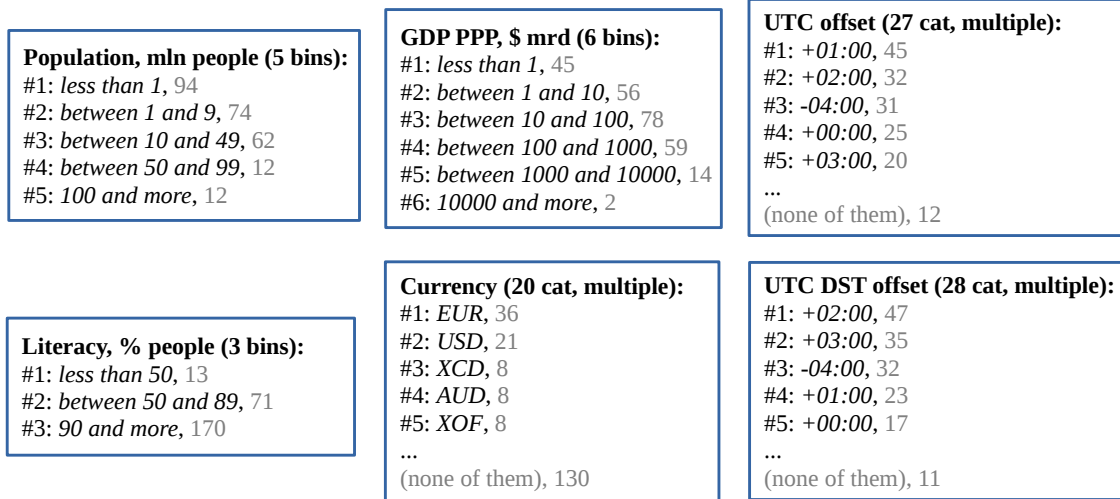 Population, mln people (5 bins):
#1: less than 1, 94
#2: between 1 and 9, 74
#3: between 10 and 49, 62
#4: between 50 and 99, 12
#5: 100 and more, 12
GDP PPP, $ mrd (6 bins):
#1: less than 1, 45
#2: between 1 and 10, 56
#3: between 10 and 100, 78
#4: between 100 and 1000, 59
#5: between 1000 and 10000, 14
#6: 10000 and more, 2
UTC offset (27 cat, multiple):
#1: +01:00, 45
#2: +02:00, 32
#3: -04:00, 31
#4: +00:00, 25
#5: +03:00, 20
...
(none of them), 12
Literacy, % people (3 bins):
#1: less than 50, 13
#2: between 50 and 89, 71
#3: 90 and more, 170
Currency (20 cat, multiple):
#1: EUR, 36
#2: USD, 21
#3: XCD, 8
#4: AUD, 8
#5: XOF, 8
...
(none of them), 130
UTC DST offset (28 cat, multiple):
#1: +02:00, 47
#2: +03:00, 35
#3: -04:00, 32
#4: +01:00, 23
#5: +00:00, 17
...
(none of them), 11